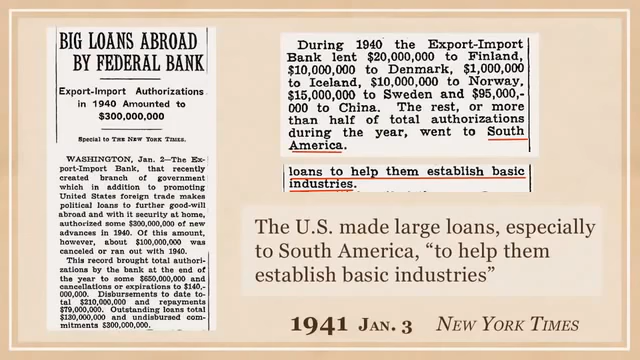 BIG LOANS ABROAD
BY FEDERAL BANK
Export-Import Authorizations
in 1940 Amounted to
$300,000,000
Special to THE NEW YORK TIMES.
WASHINGTON, Jan. 2—The Ex-
port-Import Bank, that recently
created branch of government
which in addition to promoting
United States foreign trade makes
political loans to further good-will
abroad and with it security at home,
authorized some $300,000,000 of new
advances in 1940. Of this amount,
however, about $100,000,000 was
canceled or ran out with 1940.
This record brought total authori-
zations by the bank at the end of
the year to some $650,000,000 and
cancellations or expirations to $140,-
000,000. Disbursements to date to-
tal $210,000,000 and repayments
$79,000,000. Outstanding loans total
$130,000,000 and undisbursed com-
mitments $300,000,000.
During 1940 the Export-Import
Bank lent $20,000,000 to Finland,
$10,000,000 to Denmark, $1,000,000
to Iceland, $10,000,000 to Norway,
$15,000,000 to Sweden and $95,000,-
000 to China. The rest, or more
than half of total authorizations
during the year, went to South
America.
loans to help them establish basic
industries.
The U.S. made large loans, especially
to South America, “to help them
establish basic industries”
1941 JAN. 3 NEW YORK TIMES